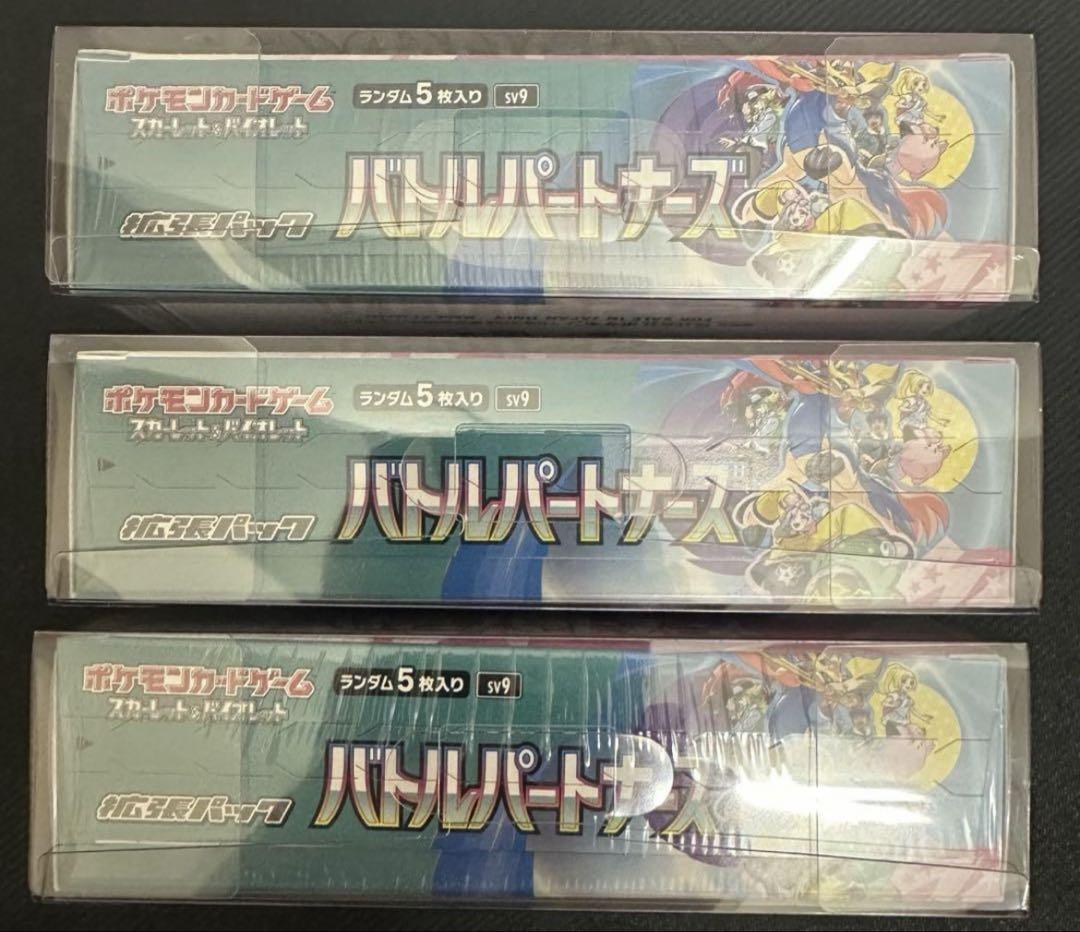 ポケモンカードゲーム
スカーレット&バイオレット
ランダム5枚入り sv9
バトルパートナーズ
拡張パック
FOR SALE IN JAPAN ONLY
ポケモンカードゲーム
スカーレット&バイオレット
ランダム5枚入り sv9
バトルパートナーズ
拡張パック
ポケモンカードゲーム
スカーレット&バイオレット
ランダム5枚入り sv9
バトルパートナーズ
拡張パック